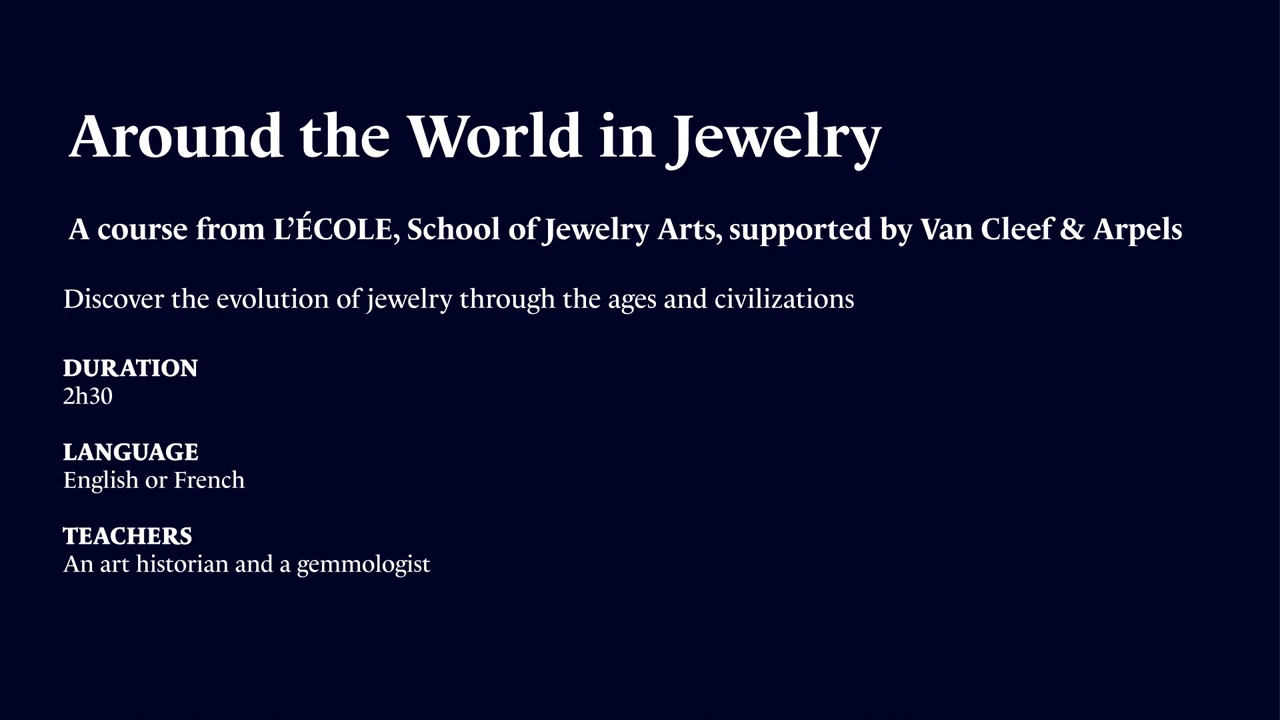 Around the World in Jewelry
A course from L’ÉCOLE, School of Jewelry Arts, supported by Van Cleef & Arpels
Discover the evolution of jewelry through the ages and civilizations
DURATION
2h30
LANGUAGE
English or French
TEACHERS
An art historian and a gemmologist